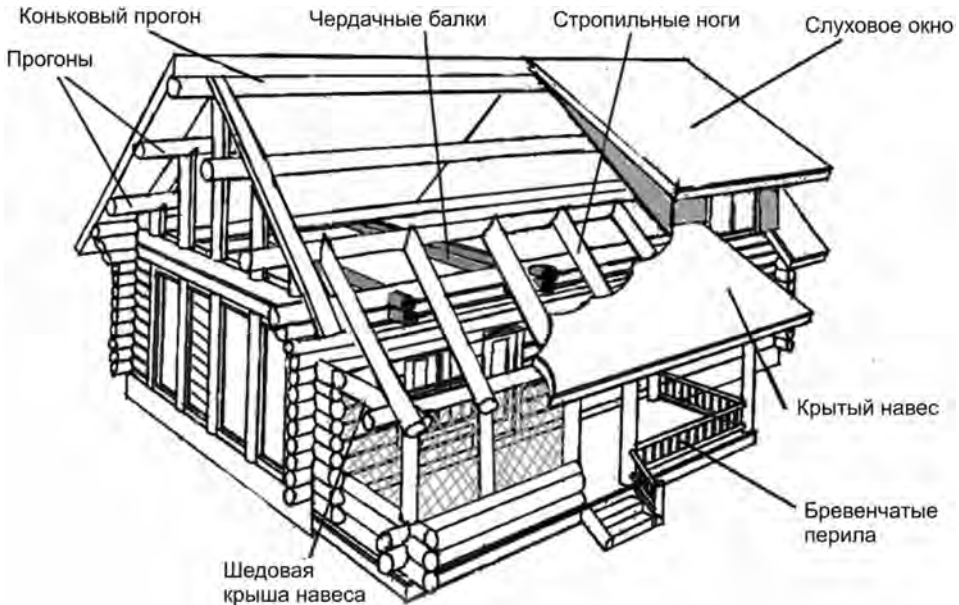 Коньковый прогон
Чердачные балки
Стропильные ноги
Слуховое окно
Прогоны
Крытый навес
Бревенчатые
перила
Шедовая
крыша навеса